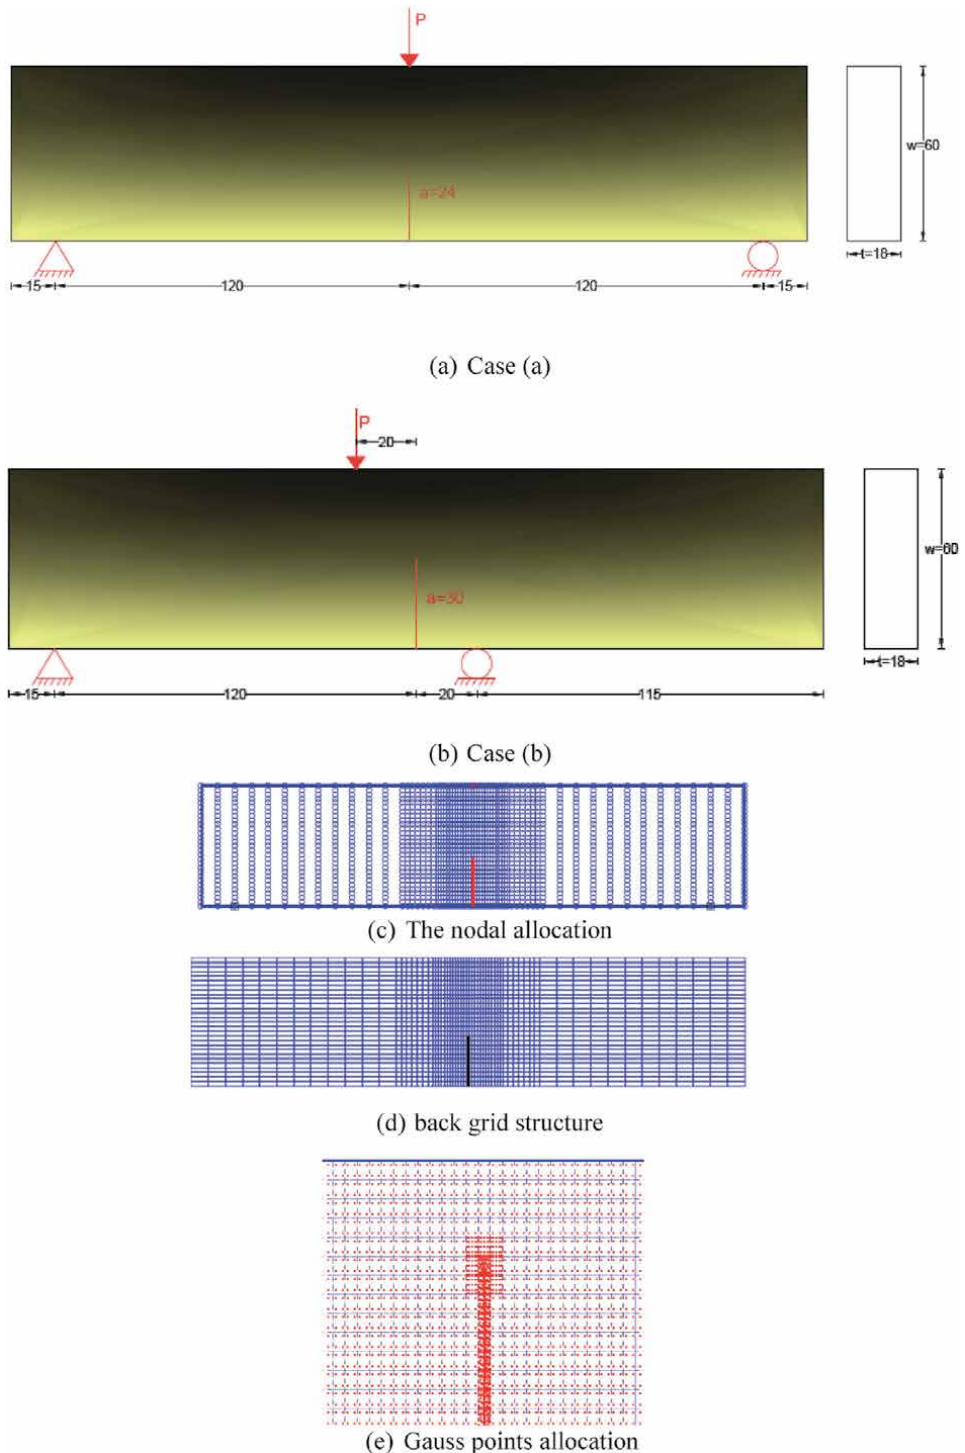 P
a=24
w=60
t=18
15
120
120
15
(a) Case (a)
P
20
a=30
w=60
t=18
15
120
20
115
(b) Case (b)
(c) The nodal allocation
(d) back grid structure
(e) Gauss points allocation